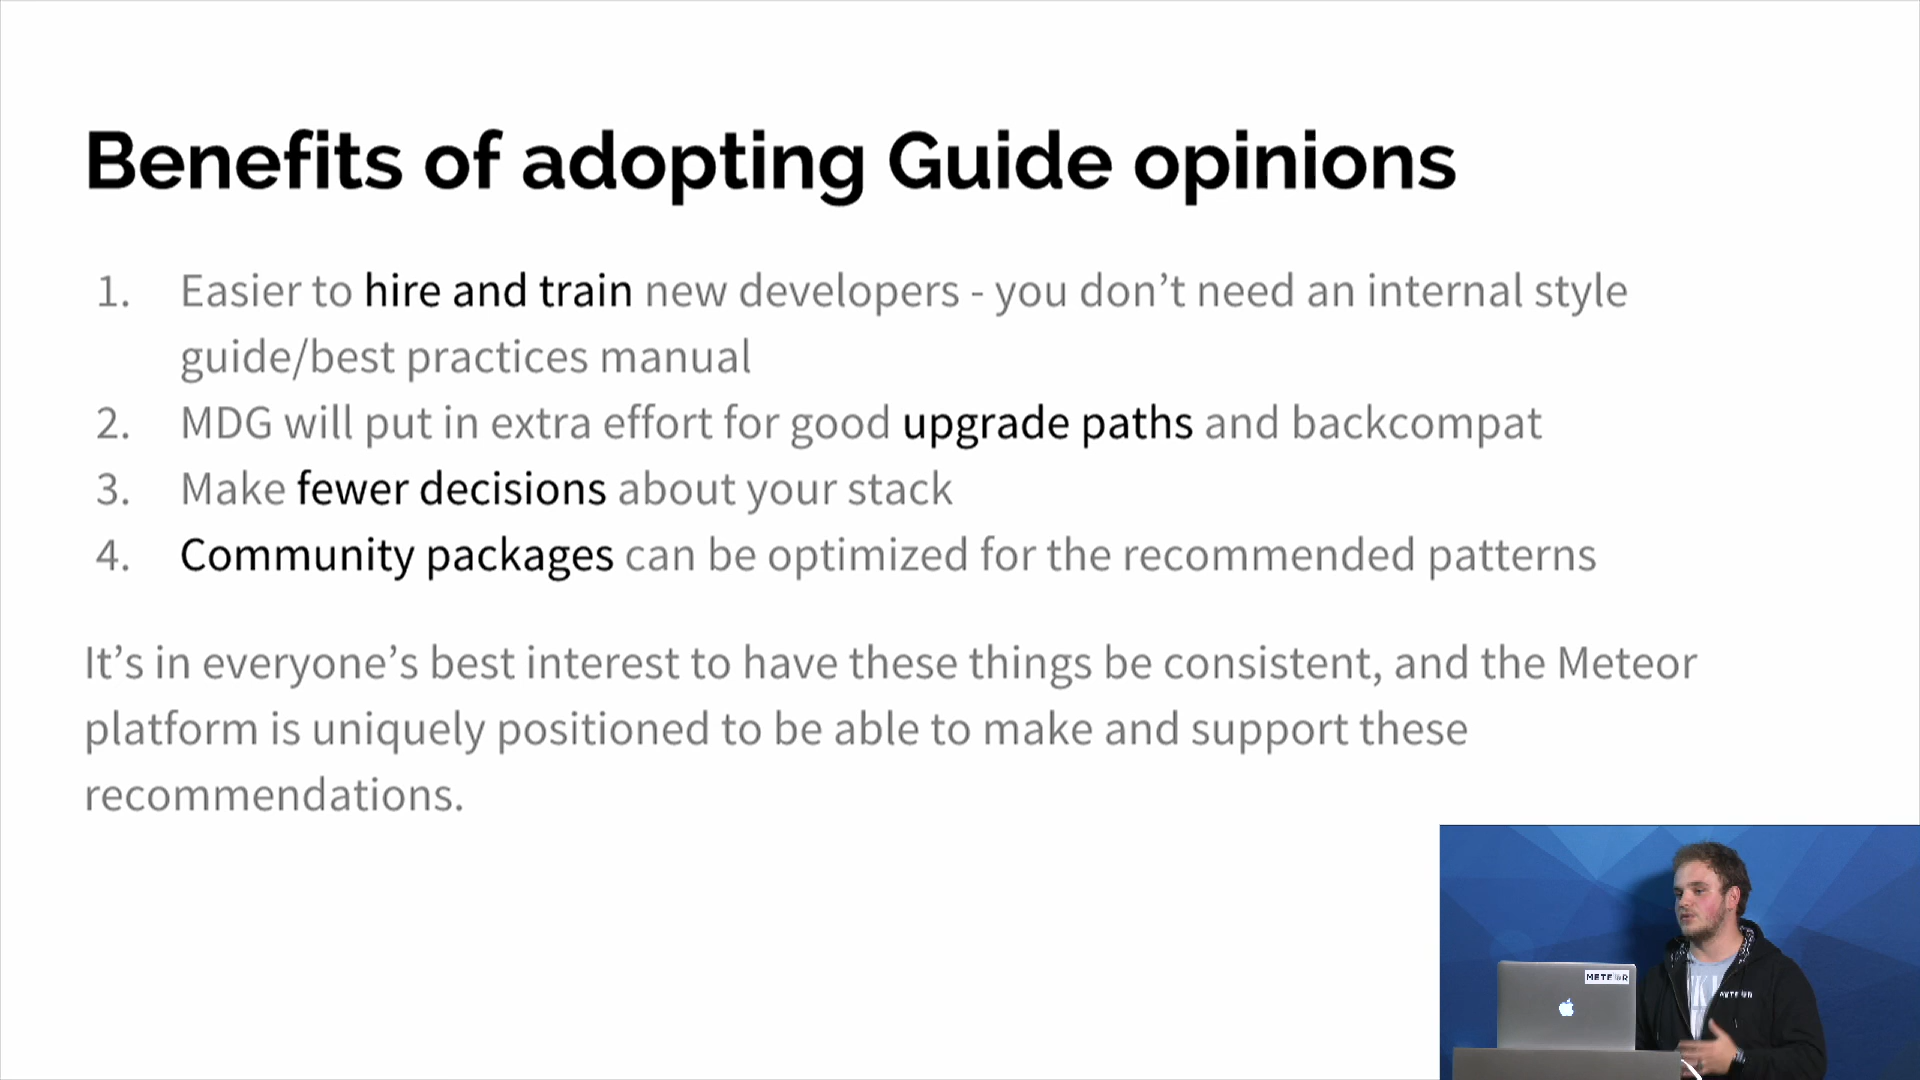 Benefits of adopting Guide opinions
1. Easier to hire and train new developers - you don’t need an internal style
guide/best practices manual
2. MDG will put in extra effort for good upgrade paths and backcompat
3. Make fewer decisions about your stack
4. Community packages can be optimized for the recommended patterns
It’s in everyone’s best interest to have these things be consistent, and the Meteor
platform is uniquely positioned to be able to make and support these
recommendations.
METEOR
METEOR